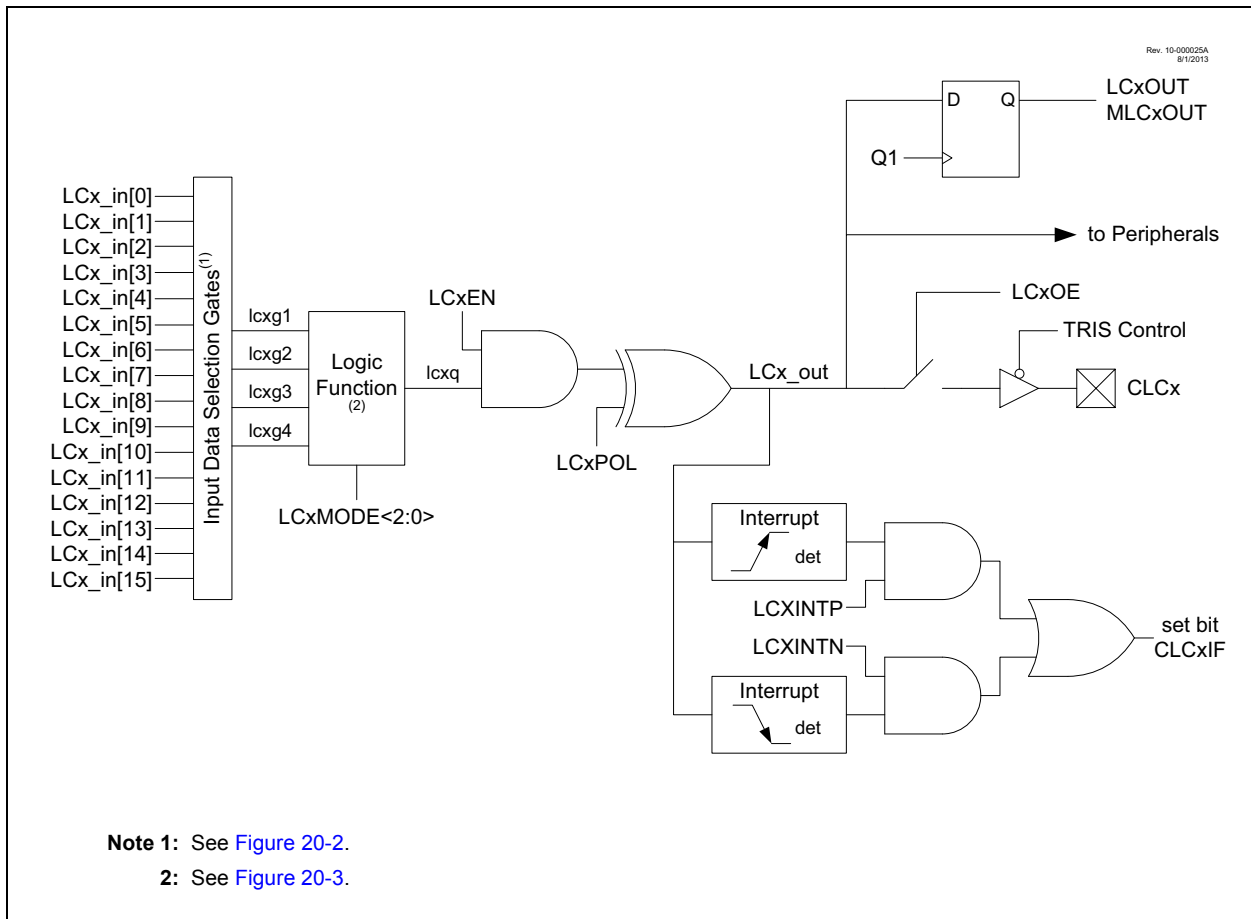 Rev. 10-000025A
8/1/2013
LCxOUT
MLCxOUT
D
Q
Q1
to Peripherals
LCx_in[0]
LCx_in[1]
LCx_in[2]
LCx_in[3]
LCx_in[4]
LCx_in[5]
LCx_in[6]
LCx_in[7]
LCx_in[8]
LCx_in[9]
LCx_in[10]
LCx_in[11]
LCx_in[12]
LCx_in[13]
LCx_in[14]
LCx_in[15]
Input Data Selection Gates(1)
lcxg1
lcxg2
lcxg3
lcxg4
Logic
Function
(2)
LCxMODE<2:0>
lcxq
LCxEN
LCxPOL
LCx_out
LCxOE
TRIS Control
CLCx
Interrupt
det
LCXINTP
LCXINTN
Interrupt
det
set bit
CLCxIF
Note 1: See Figure 20-2.
2: See Figure 20-3.